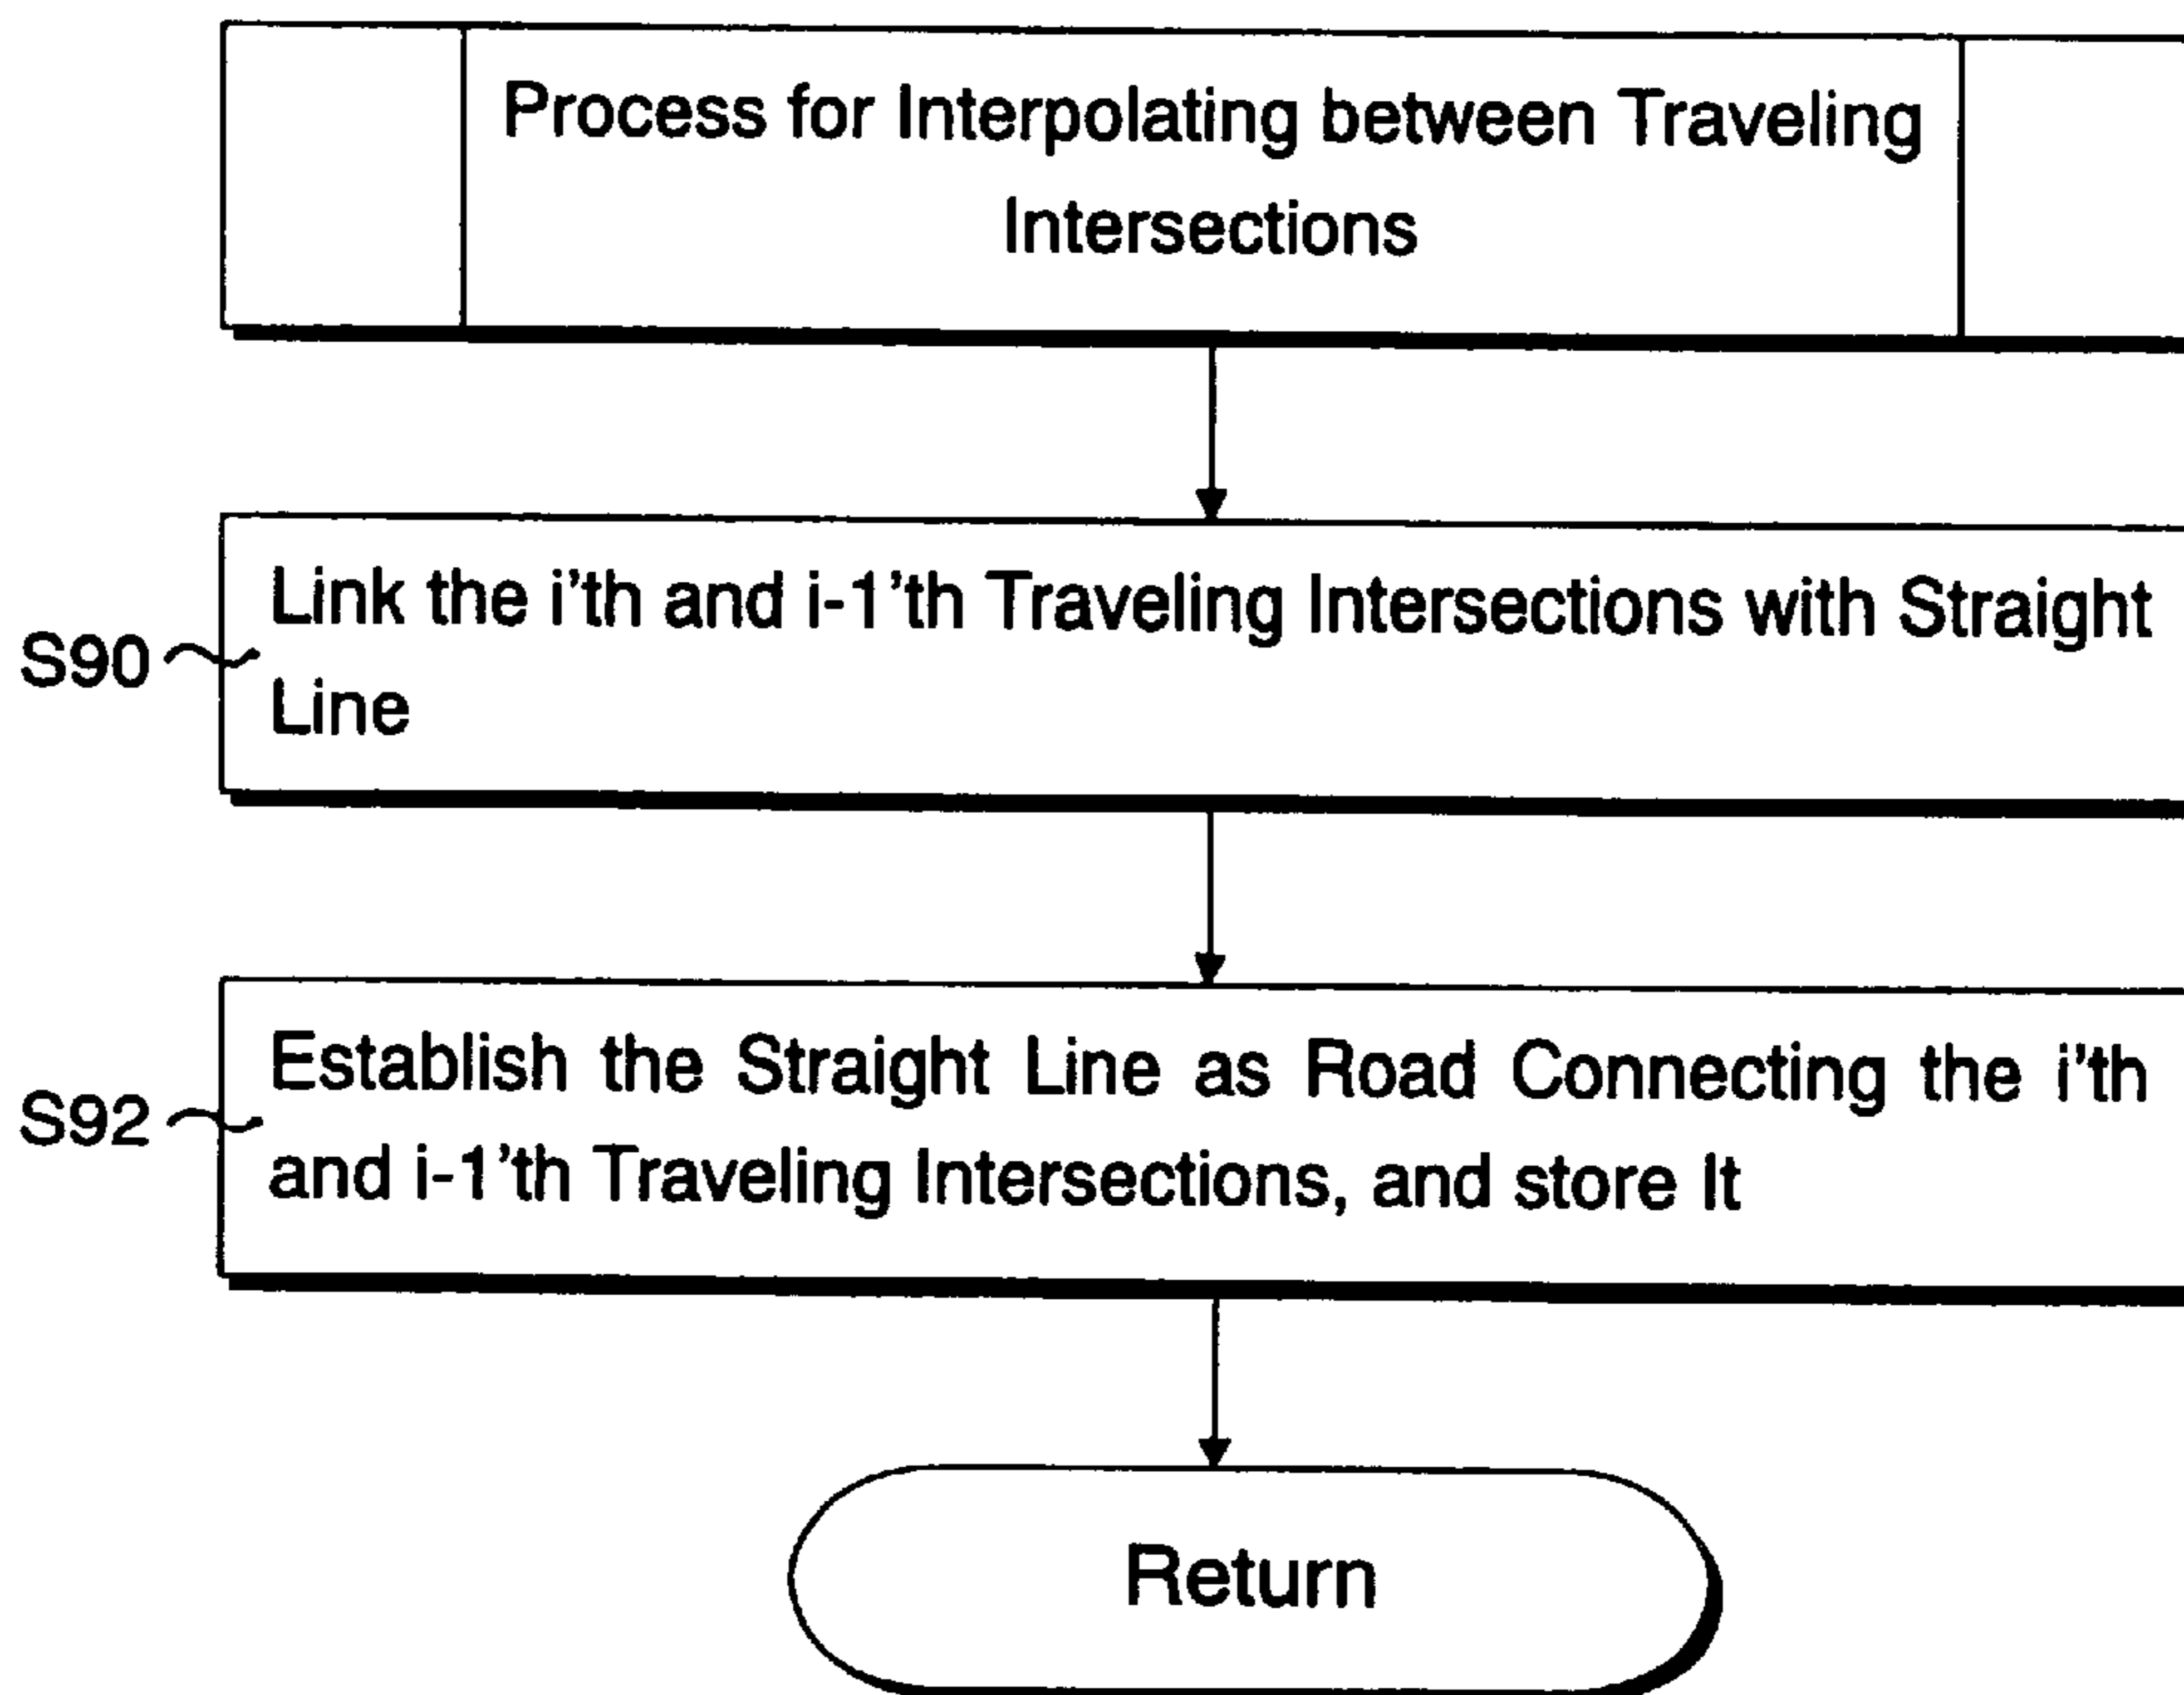 Process for Interpolating between Traveling
Intersections
Link the i'th and i-1'th Traveling Intersections with Straight
S90
Line
Establish the Straight Line as Road Connecting the i'th
S92
and i-1'th Traveling Intersections, and store It
Return